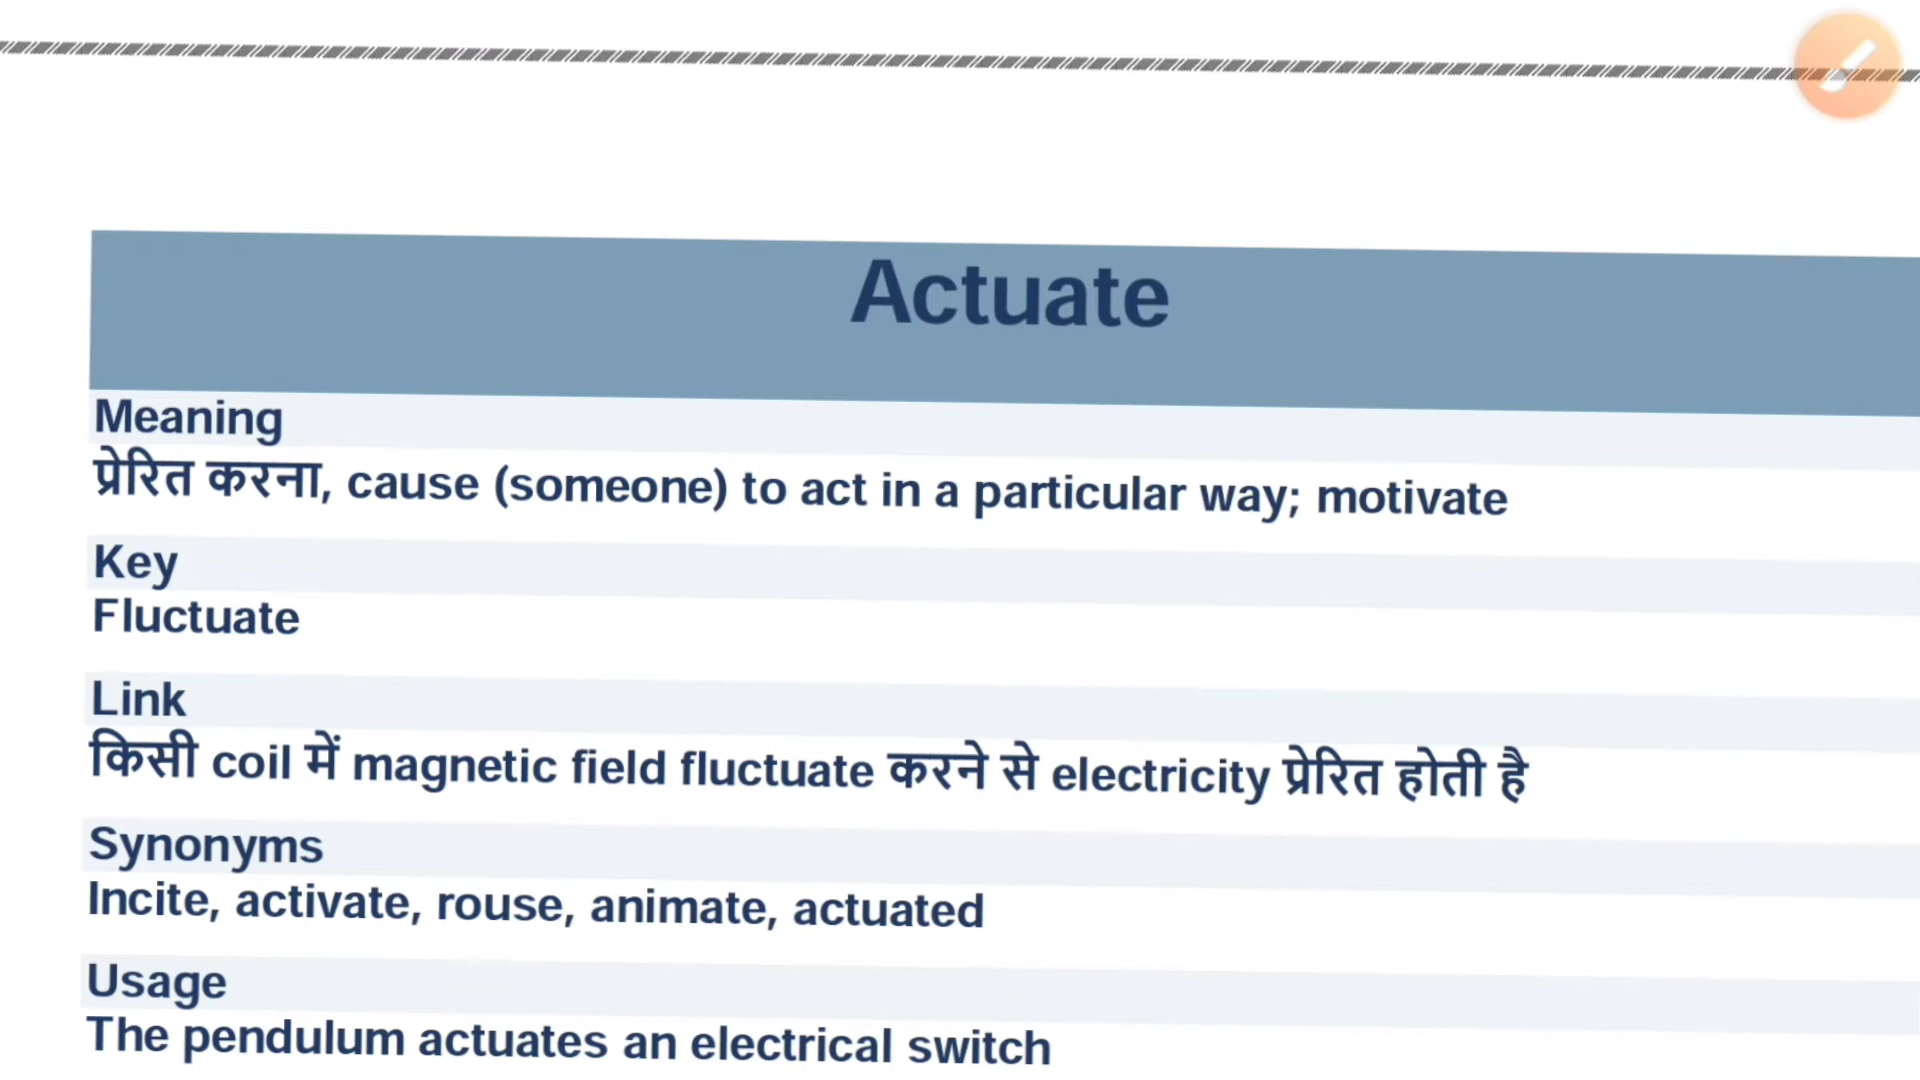 Actuate
Meaning
प्रेरित करना, cause (someone) to act in a particular way; motivate
Key
Fluctuate
Link
किसी coil में magnetic field fluctuate करने से electricity प्रेरित होती है
Synonyms
Incite, activate, rouse, animate, actuated
Usage
The pendulum actuates an electrical switch